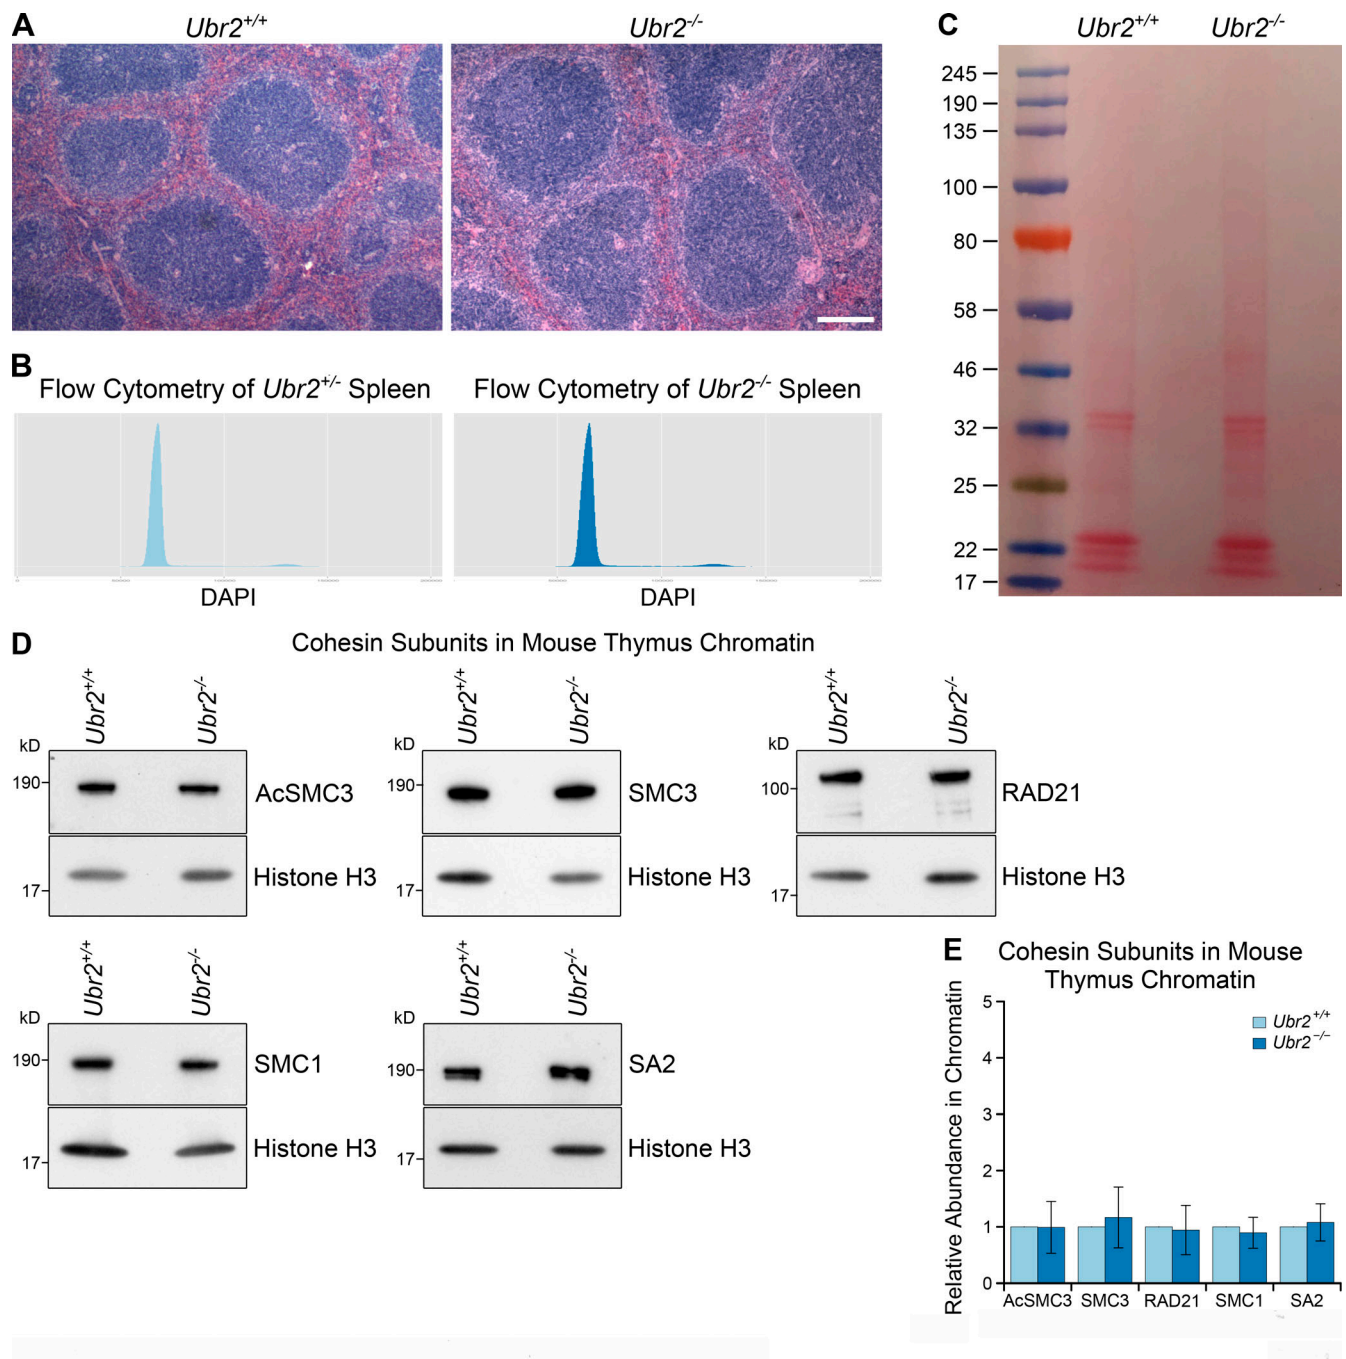 A
Ubr2+/+
Ubr2-/-
B
Flow Cytometry of Ubr2+/- Spleen
Flow Cytometry of Ubr2-/- Spleen
DAPI
DAPI
C
Ubr2+/+
Ubr2-/-
245
190
135
100
80
58
46
32
25
22
17
D
Cohesin Subunits in Mouse Thymus Chromatin
Ubr2+/+
Ubr2-/-
kD
190
AcSMC3
17
Histone H3
Ubr2+/+
Ubr2-/-
kD
190
SMC3
Histone H3
17
Ubr2+/+
Ubr2-/-
kD
100
RAD21
Histone H3
17
Ubr2+/+
Ubr2-/-
kD
190
SMC1
Histone H3
17
Ubr2+/+
Ubr2-/-
kD
190
SA2
Histone H3
17
E
Cohesin Subunits in Mouse
Thymus Chromatin
Relative Abundance in Chromatin
5
4
3
2
1
0
Ubr2+/+
Ubr2−/−
AcSMC3
SMC3
RAD21
SMC1
SA2